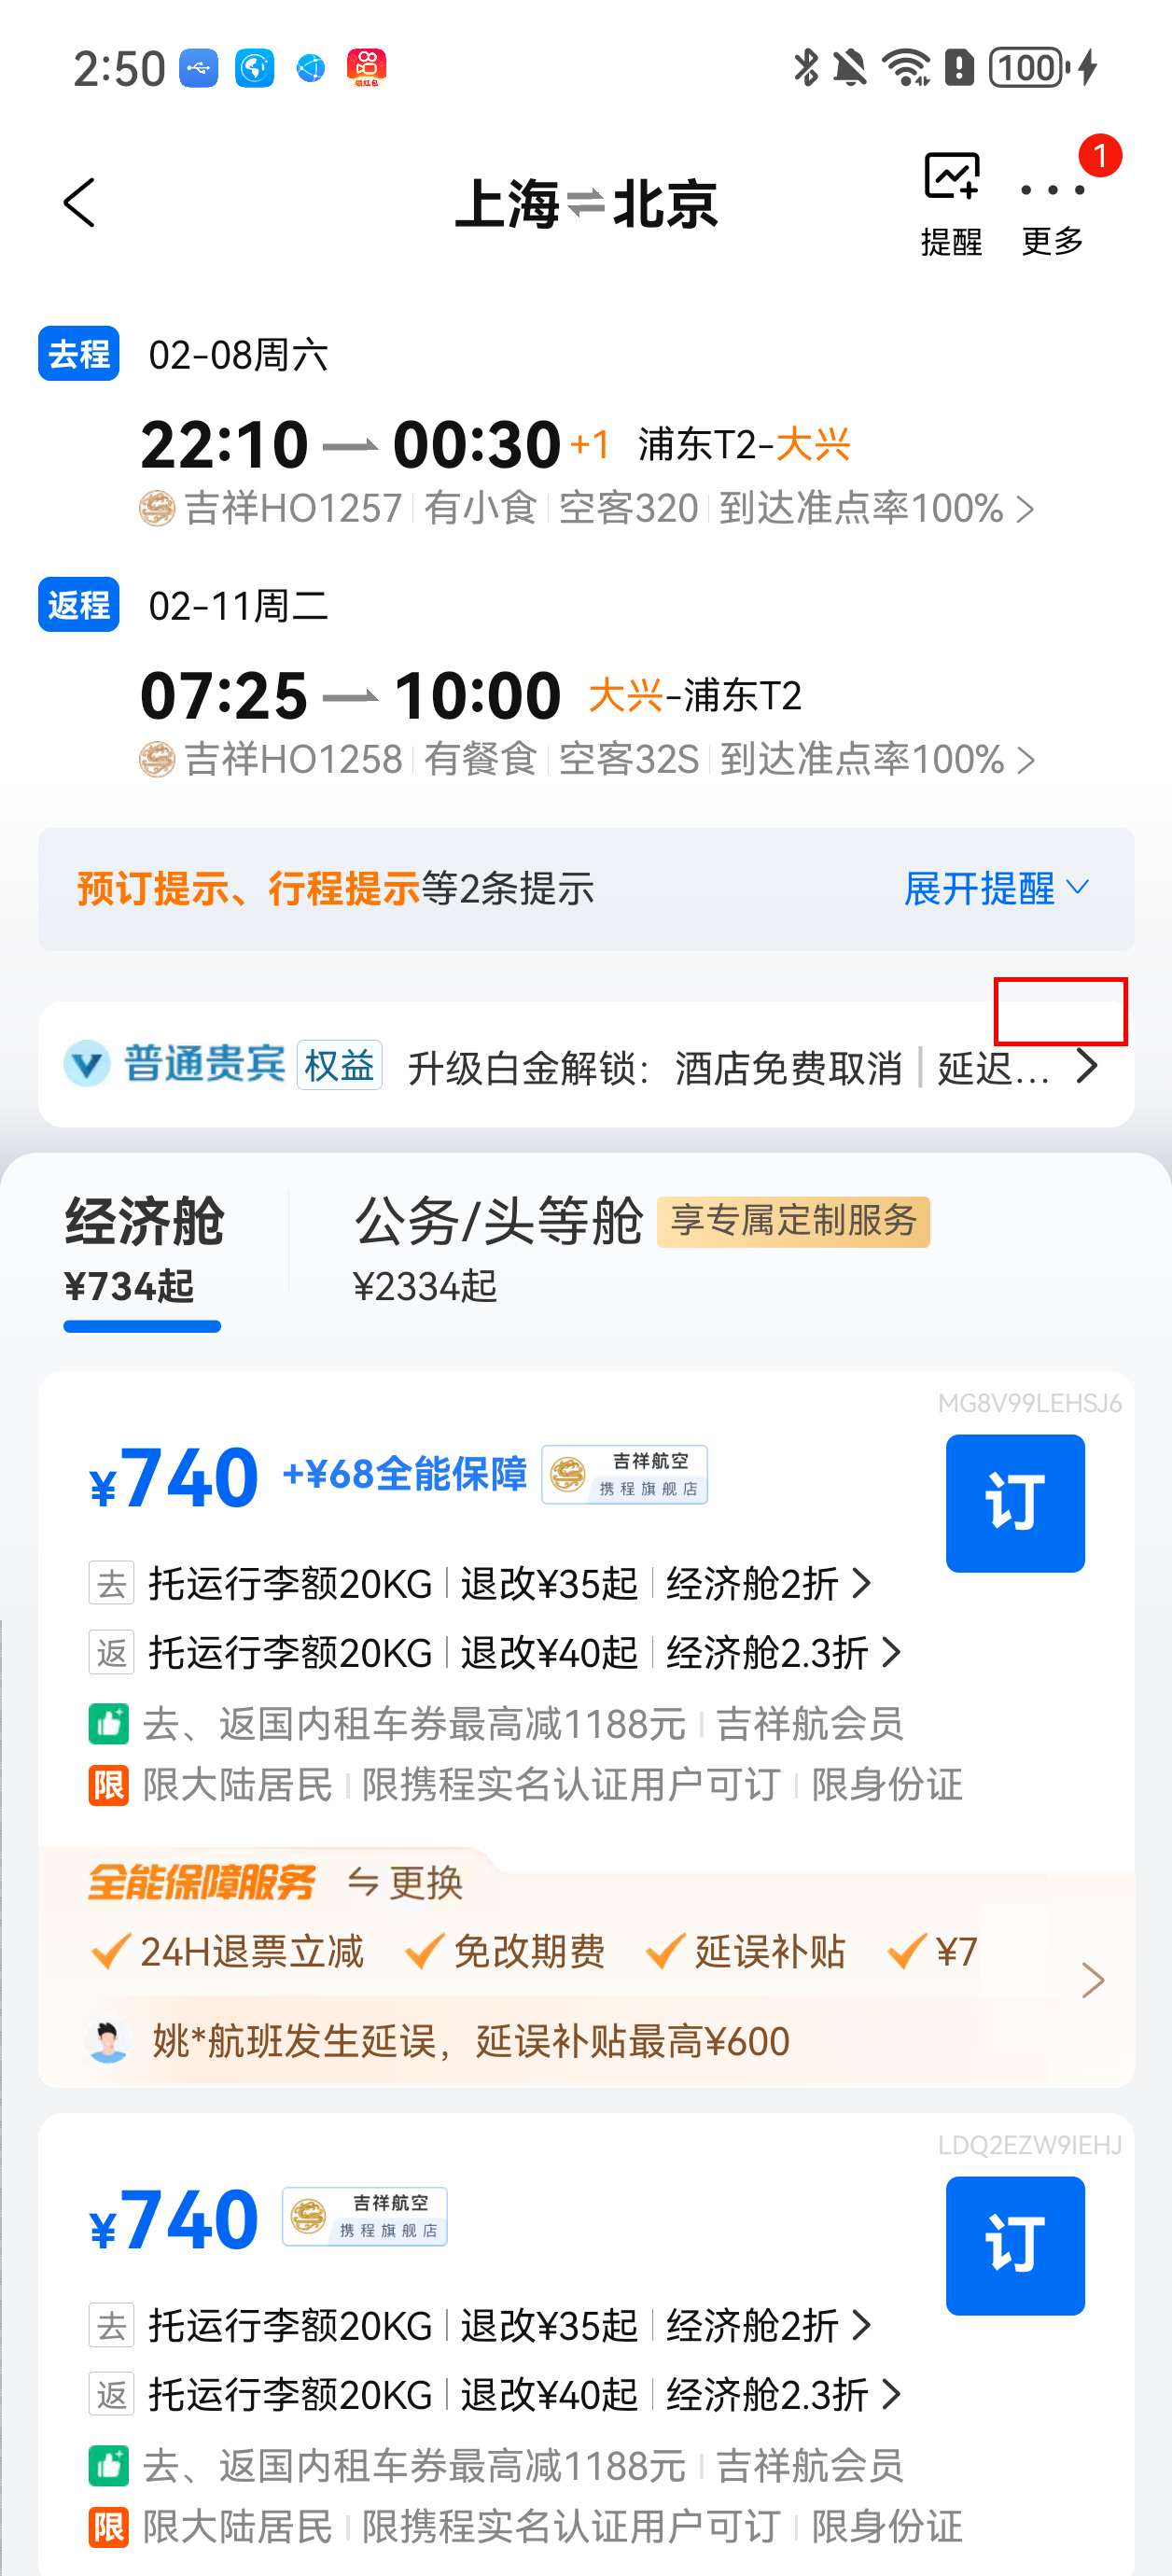 2:50
领红包
100
上海⇌北京
提醒
更多
1
去程 02-08周六
22:10 00:30 +1 浦东T2-大兴
吉祥HO1257 有小食 空客320 到达准点率100%
返程 02-11周二
07:25 10:00 大兴-浦东T2
吉祥HO1258 有餐食 空客32S 到达准点率100%
预订提示、行程提示等2条提示 展开提醒
普通贵宾 权益 升级白金解锁：酒店免费取消 延迟...
经济舱
¥734起
公务/头等舱 享专属定制服务
¥2334起
MG8V99LEHSJ6
¥740 +¥68全能保障 吉祥航空
携程旗舰店
订
去 托运行李额20KG 退改¥35起 经济舱2折
返 托运行李额20KG 退改¥40起 经济舱2.3折
去、返国内租车券最高减1188元 吉祥航会员
限 限大陆居民 限携程实名认证用户可订 限身份证
全能保障服务 更换
24H退票立减 免改期费 延误补贴 ¥7
姚*航班发生延误，延误补贴最高¥600
LDQ2EZW9IEHJ
¥740 吉祥航空
携程旗舰店
订
去 托运行李额20KG 退改¥35起 经济舱2折
返 托运行李额20KG 退改¥40起 经济舱2.3折
去、返国内租车券最高减1188元 吉祥航会员
限 限大陆居民 限携程实名认证用户可订 限身份证